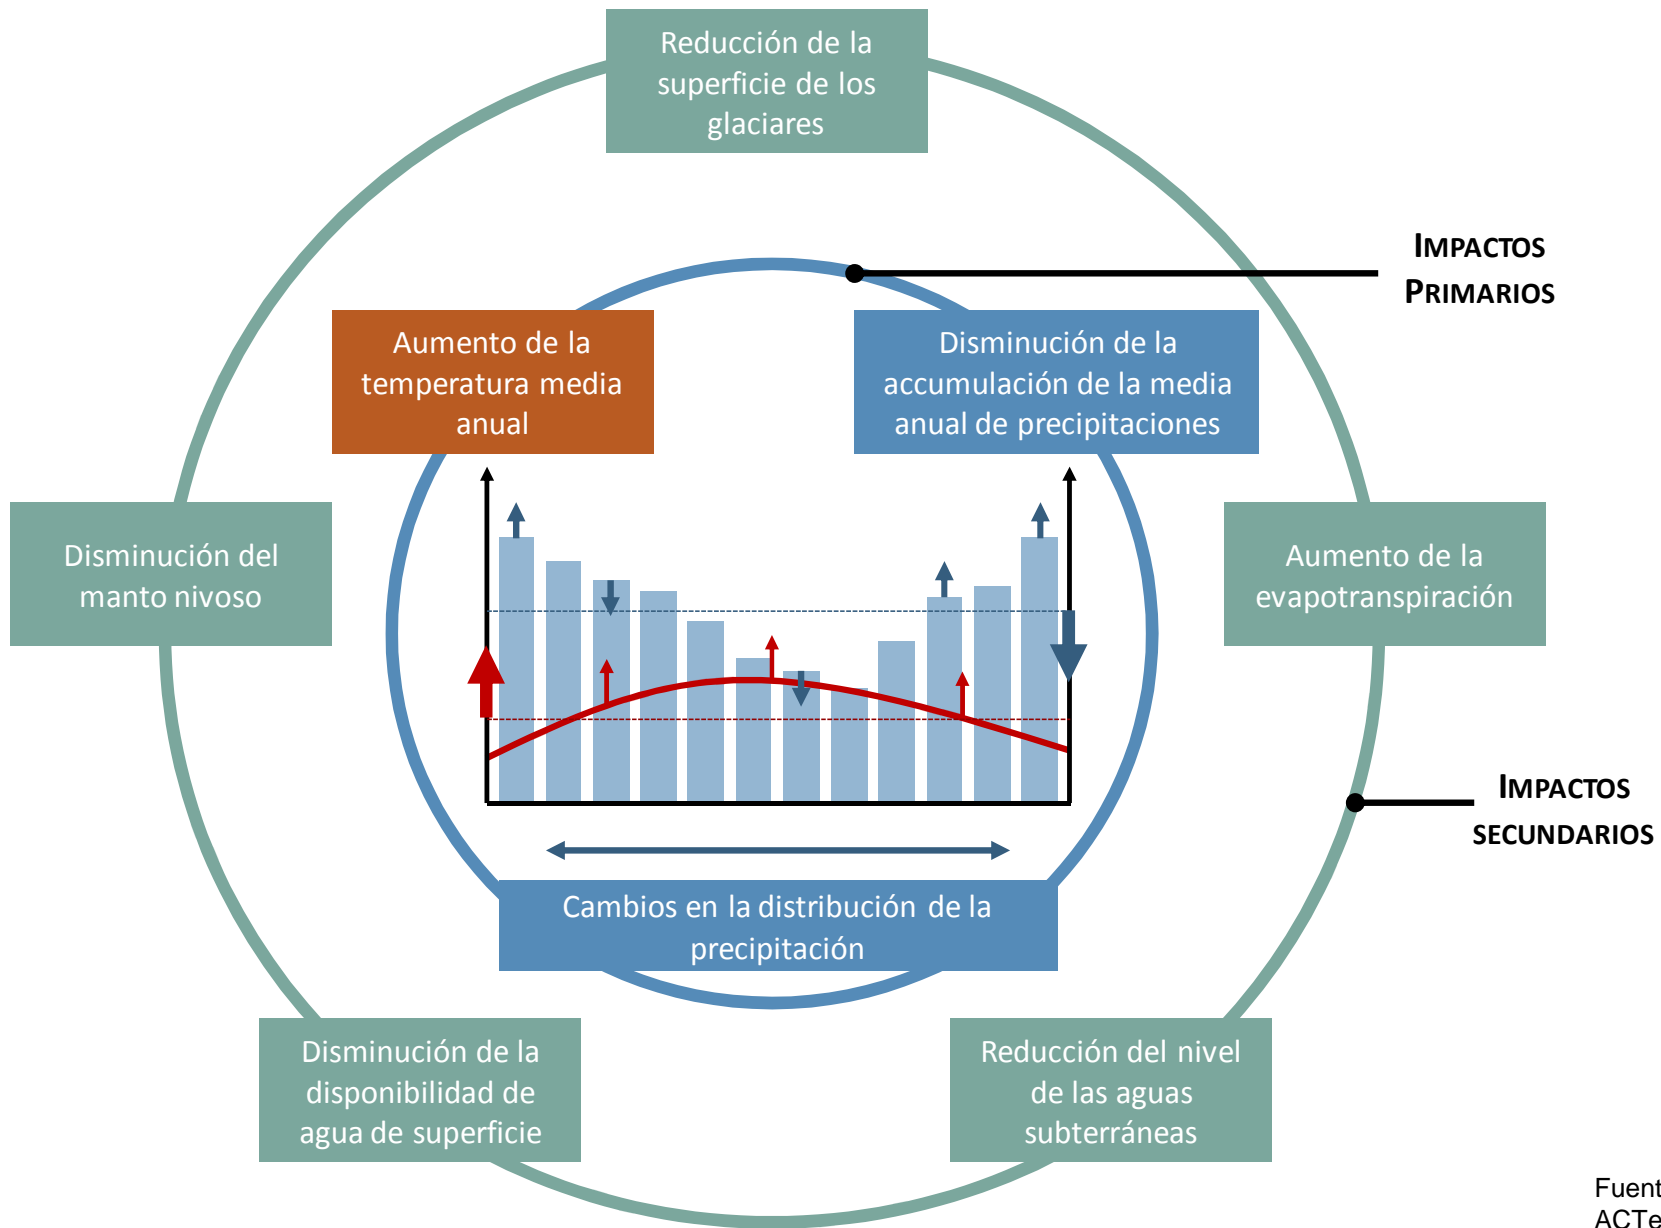 Reducción de la
superficie de los
glaciares
IMPACTOS
PRIMARIOS
Aumento de la
temperatura media
anual
Disminución de la
accumulación de la media
anual de precipitaciones
Disminución del
manto nivoso
Aumento de la
evapotranspiración
IMPACTOS
SECUNDARIOS
Cambios en la distribución de la
precipitación
Disminución de la
disponibilidad de
agua de superficie
Reducción del nivel
de las aguas
subterráneas